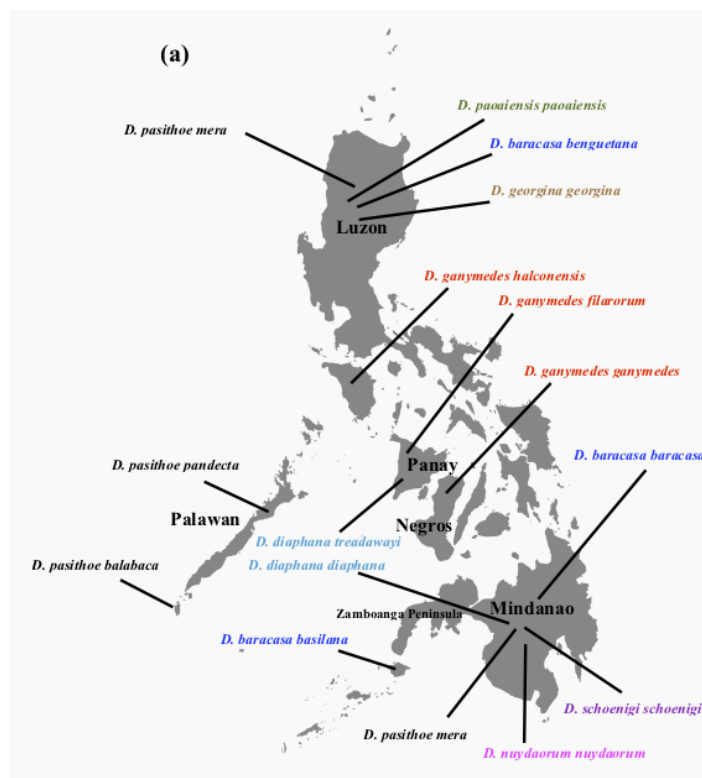 (a)
D. paoaiensis paoaiensis
D. pasithoe mera
D. baracasa benguetana
D. georgina georgina
Luzon
D. ganymedes halconensis
D. ganymedes filarorum
D. ganymedes ganymedes
D. baracasa baracasa
D. pasithoe pandecta
Panay
Palawan
Negros
D. diaphana treadawayi
D. pasithoe balabaca
D. diaphana diaphana
Mindanao
Zamboanga Peninsula
D. baracasa basilana
D. schoenigi schoenigi
D. pasithoe mera
D. nuydaorum nuydaorum